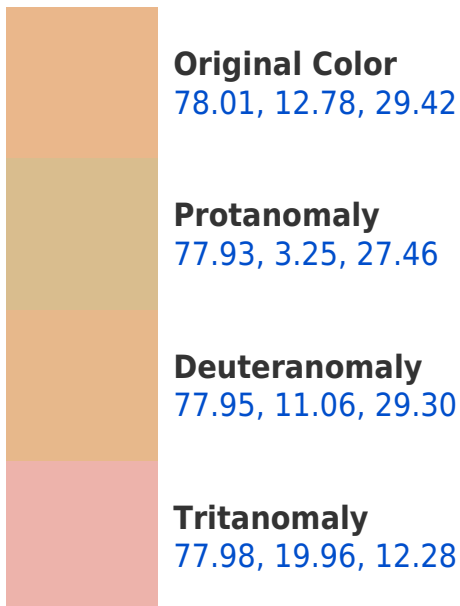 Original Color
78.01, 12.78, 29.42
Protanomaly
77.93, 3.25, 27.46
Deuteranomaly
77.95, 11.06, 29.30
Tritanomaly
77.98, 19.96, 12.28